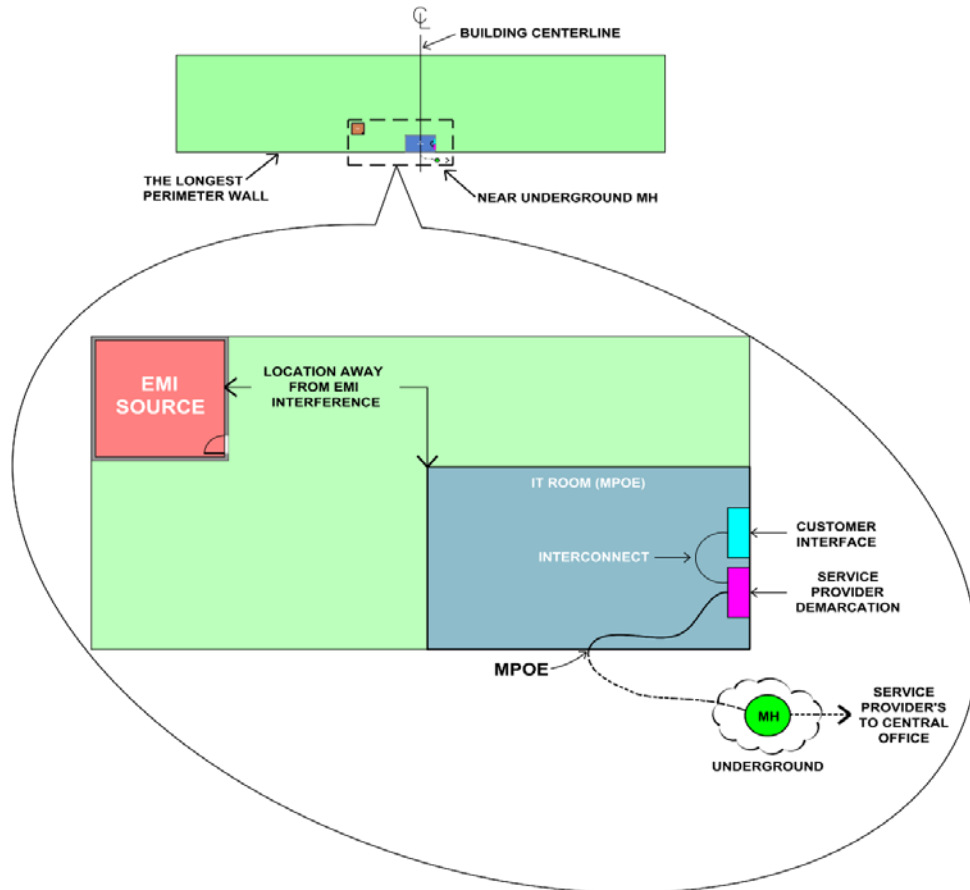 CL
BUILDING CENTERLINE
THE LONGEST
PERIMETER WALL
NEAR UNDERGROUND MH
EMI
SOURCE
LOCATION AWAY
FROM EMI
INTERFERENCE
IT ROOM (MPOE)
CUSTOMER
INTERFACE
INTERCONNECT
SERVICE
PROVIDER
DEMARCATION
MPOE
MH
SERVICE
PROVIDER'S
TO CENTRAL
OFFICE
UNDERGROUND